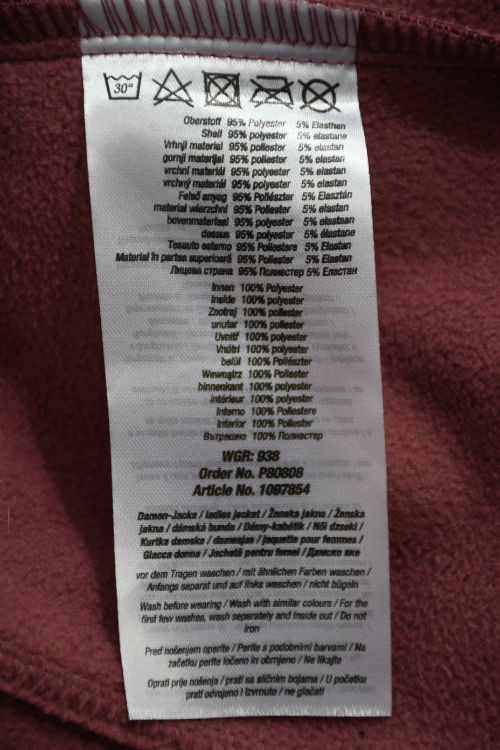 30°
Oberstoff 95% Polyester 5% Elasthan
Shell 95% polyester 5% elastane
Vrhnji material 95% poliester 5% elastan
gornji materijal 95% poliester 5% elastan
vrchní materiál 95% polyester 5% elastan
vrchný materiál 95% polyester 5% elastan
Felső anyag 95% Poliészter 5% Elasztán
materiał wierzchni 95% poliester 5% elastan
bovenmateriaal 95% polyester 5% elastaan
dessus 95% polyester 5% élastane
Tessuto esterno 95% Poliestere 5% Elastan
Material în partea superioară 95% Poliester 5% Elastan
Лицева страна 95% Полиестер 5% Еластан
Innen 100% Polyester
Inside 100% polyester
Znotraj 100% poliester
unutar 100% poliester
Uvnitř 100% polyester
Vnútri 100% polyester
belül 100% Poliészter
Wewnątrz 100% poliester
binnenkant 100% polyester
intérieur 100% polyester
Interno 100% Poliestere
Interior 100% Poliester
Вътрешно 100% Полиестер
WGR: 938
Order No. P80808
Article No. 1097854
Damen-Jacke / ladies jacket / Ženska jakna / Ženska
jakna / dámská bunda / Dámy-kabátik / Női dzseki /
Kurtka damska / damesjas / jaquette pour femmes /
Giacca donna / Jachetă pentru femei / Дамско яке
vor dem Tragen waschen / mit ähnlichen Farben waschen /
Anfangs separat und auf links waschen / nicht bügeln
Wash before wearing / Wash with similar colours / For the
first few washes, wash separately and inside out / Do not
iron
Pred nošenjem operite / Perite s podobnimi barvami / Na
začetku perite ločeno in obrnjeno / Ne likajte
Oprati prije nošenja / prati sa sličnim bojama / U početku
prati odvojeno i izvrnuto / ne glačati